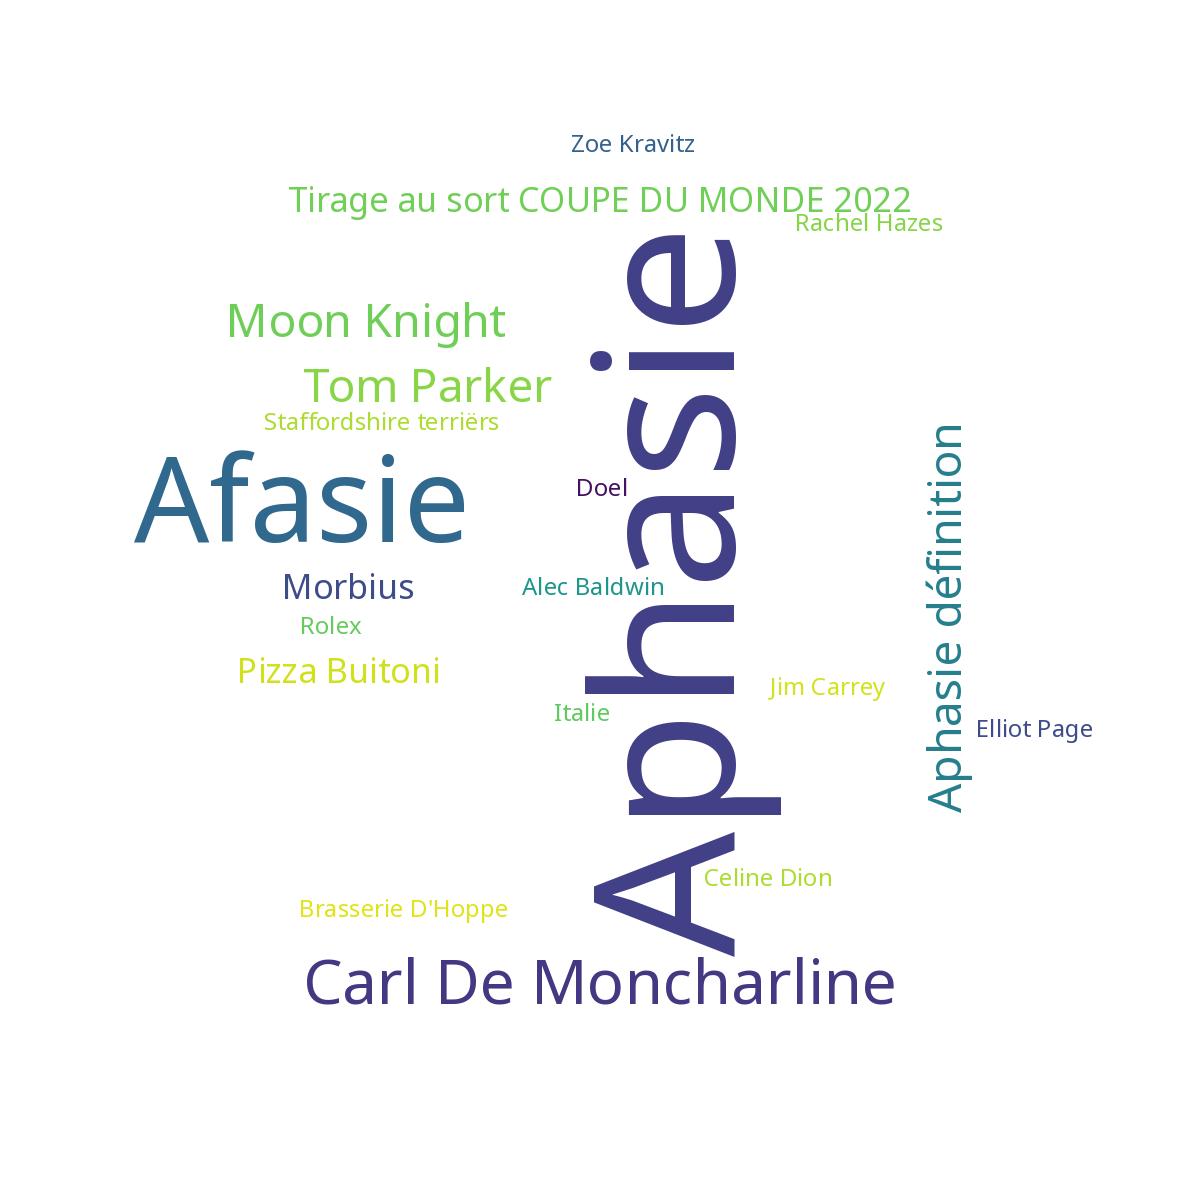 Zoe Kravitz
Tirage au sort COUPE DU MONDE 2022
Rachel Hazes
Moon Knight
Tom Parker
Staffordshire terriërs
Afasie
Aphasie
Doel
Aphasie définition
Morbius
Alec Baldwin
Rolex
Pizza Buitoni
Jim Carrey
Italie
Elliot Page
Celine Dion
Brasserie D'Hoppe
Carl De Moncharline